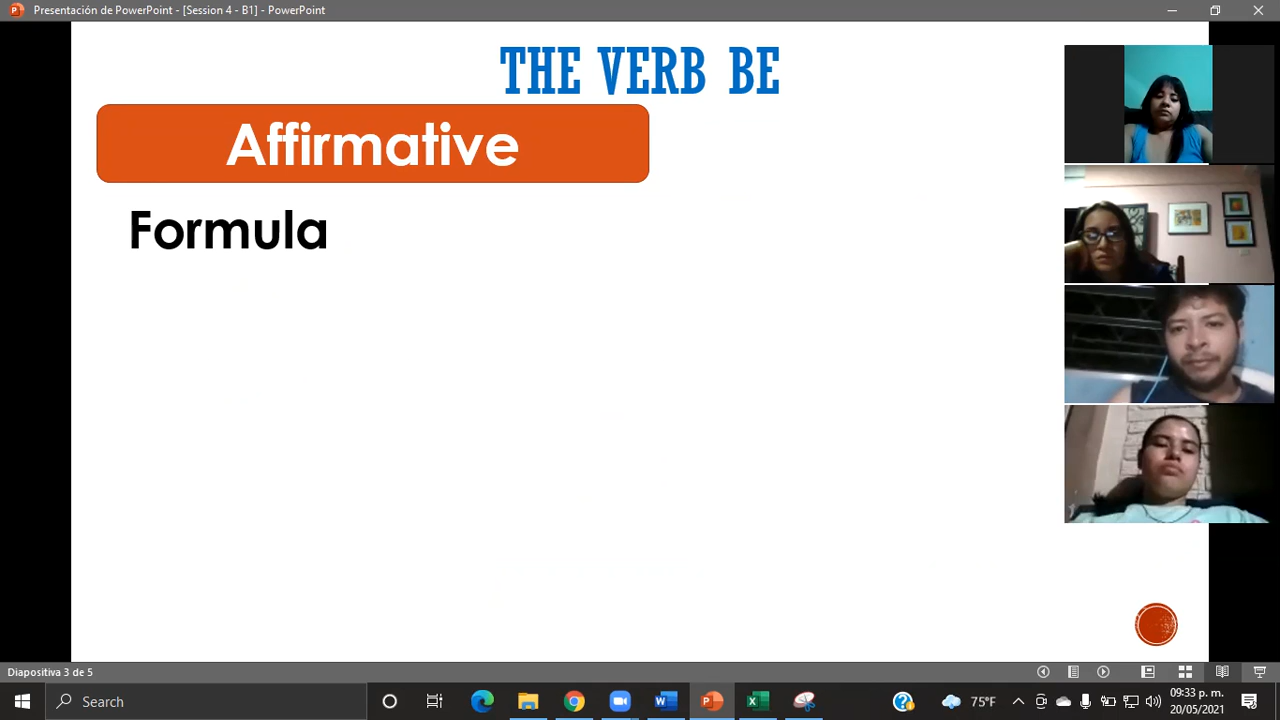 Presentación de PowerPoint - [Session 4 - B1] - PowerPoint
THE VERB BE
Affirmative
Formula
Diapositiva 3 de 5
Search
75°F
09:33 p. m.
20/05/2021